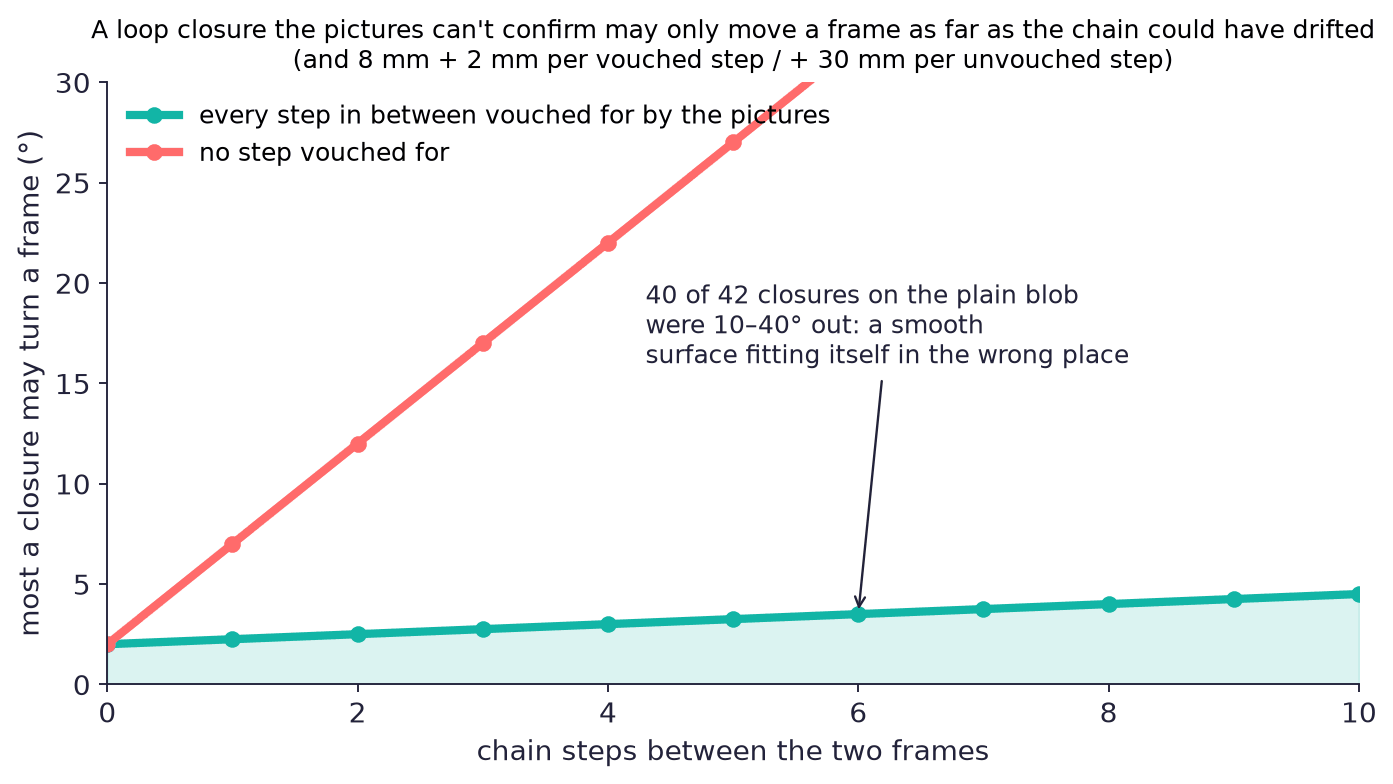 A loop closure the pictures can't confirm may only move a frame as far as the chain could have drifted
(and 8 mm + 2 mm per vouched step / + 30 mm per unvouched step)
every step in between vouched for by the pictures
no step vouched for
40 of 42 closures on the plain blob
were 10–40° out: a smooth
surface fitting itself in the wrong place
most a closure may turn a frame (°)
30
25
20
15
10
5
0
0 2 4 6 8 10
chain steps between the two frames